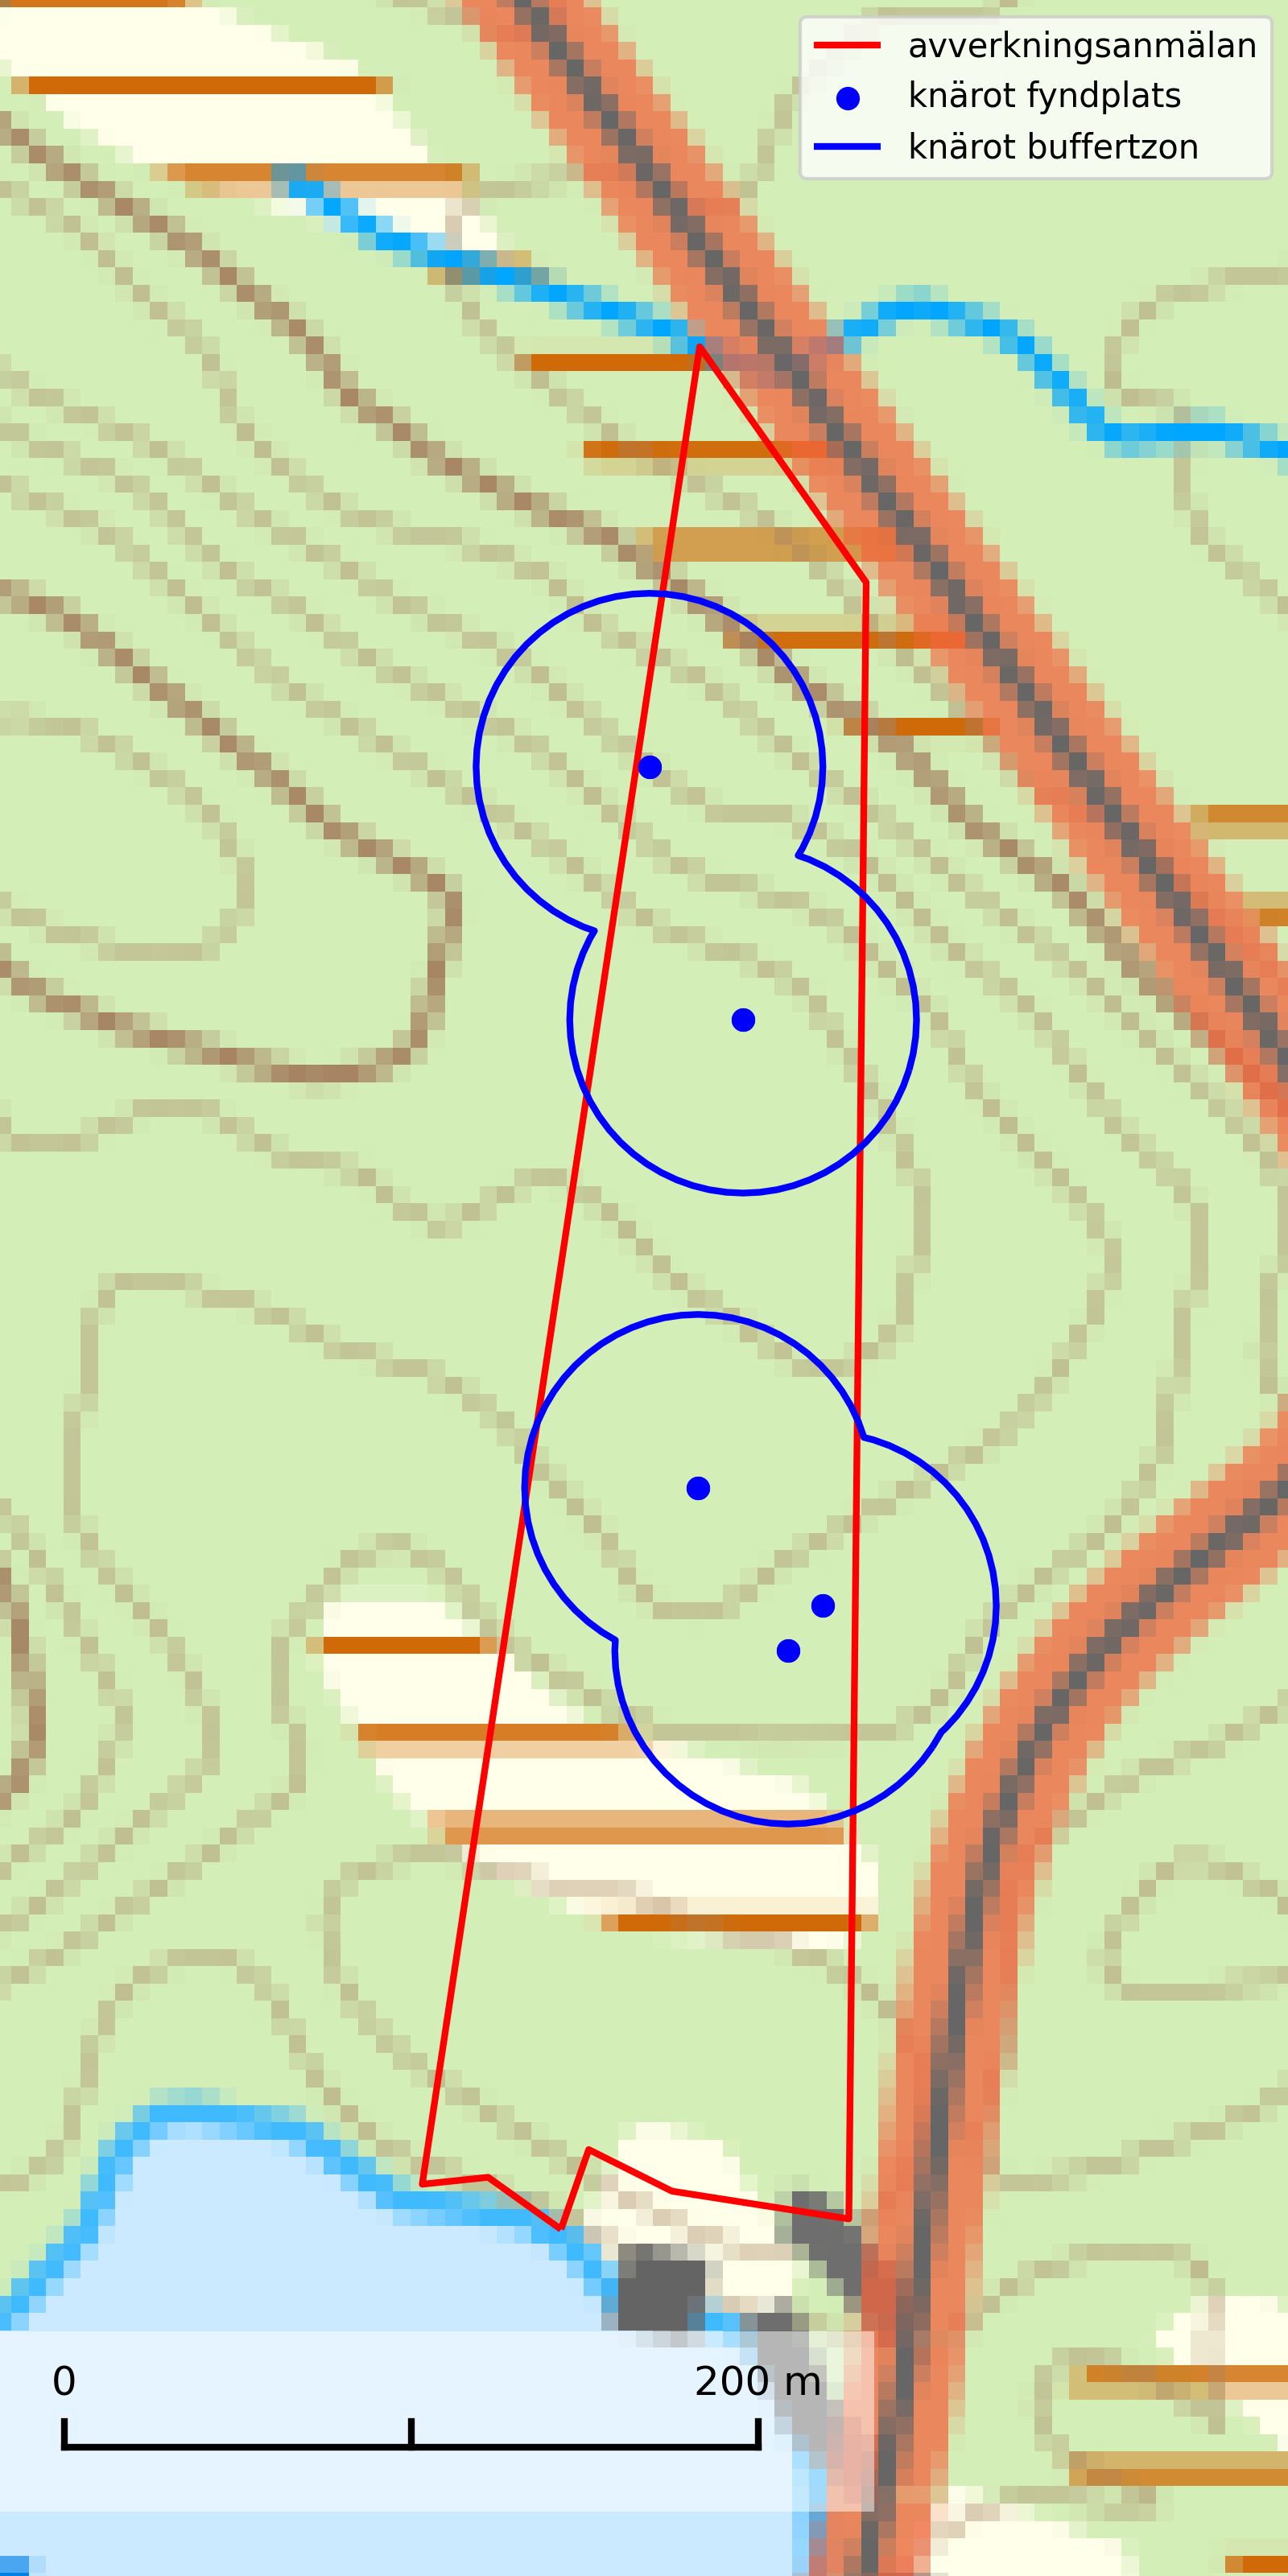 avverkningsanmälan
knärot fyndplats
knärot buffertzon
0 200 m